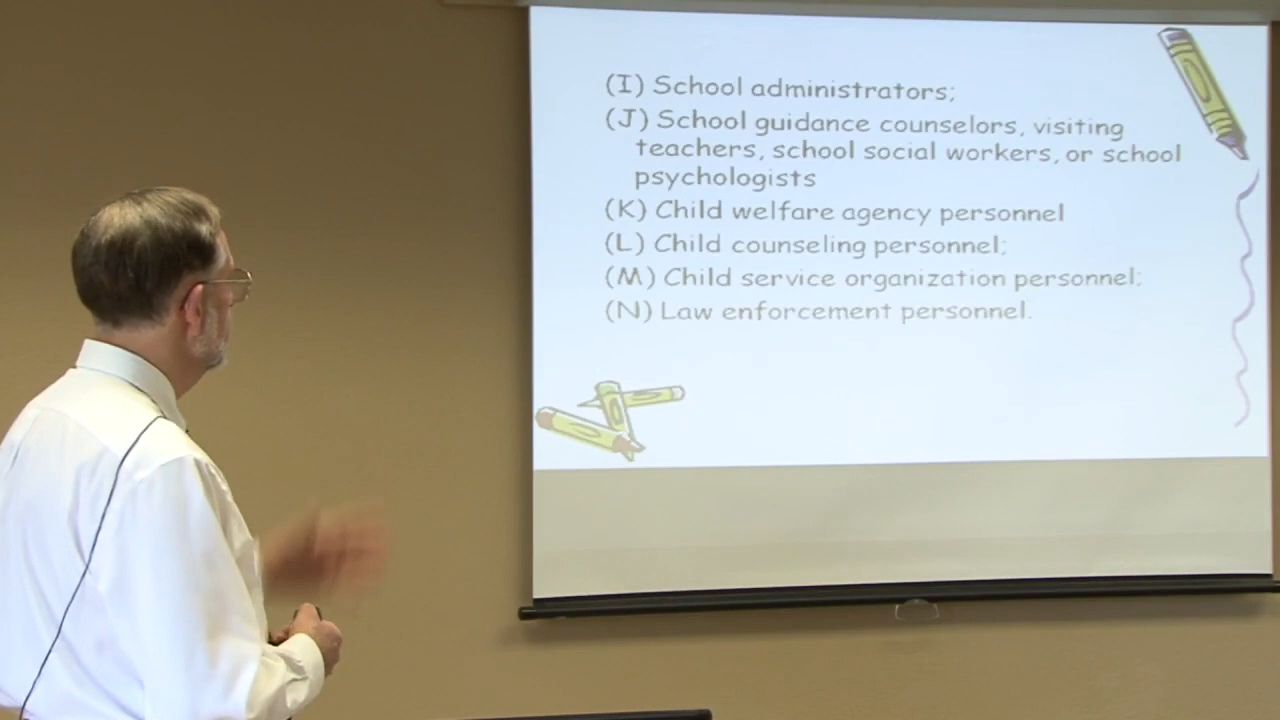 (I) School administrators;
(J) School guidance counselors, visiting
teachers, school social workers, or school
psychologists
(K) Child welfare agency personnel
(L) Child counseling personnel;
(M) Child service organization personnel;
(N) Law enforcement personnel.